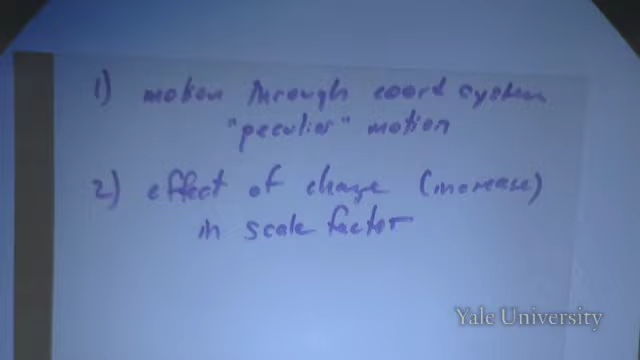 1) motion through coord system
"peculiar" motion
2) effect of change (increase)
in scale factor
Yale University